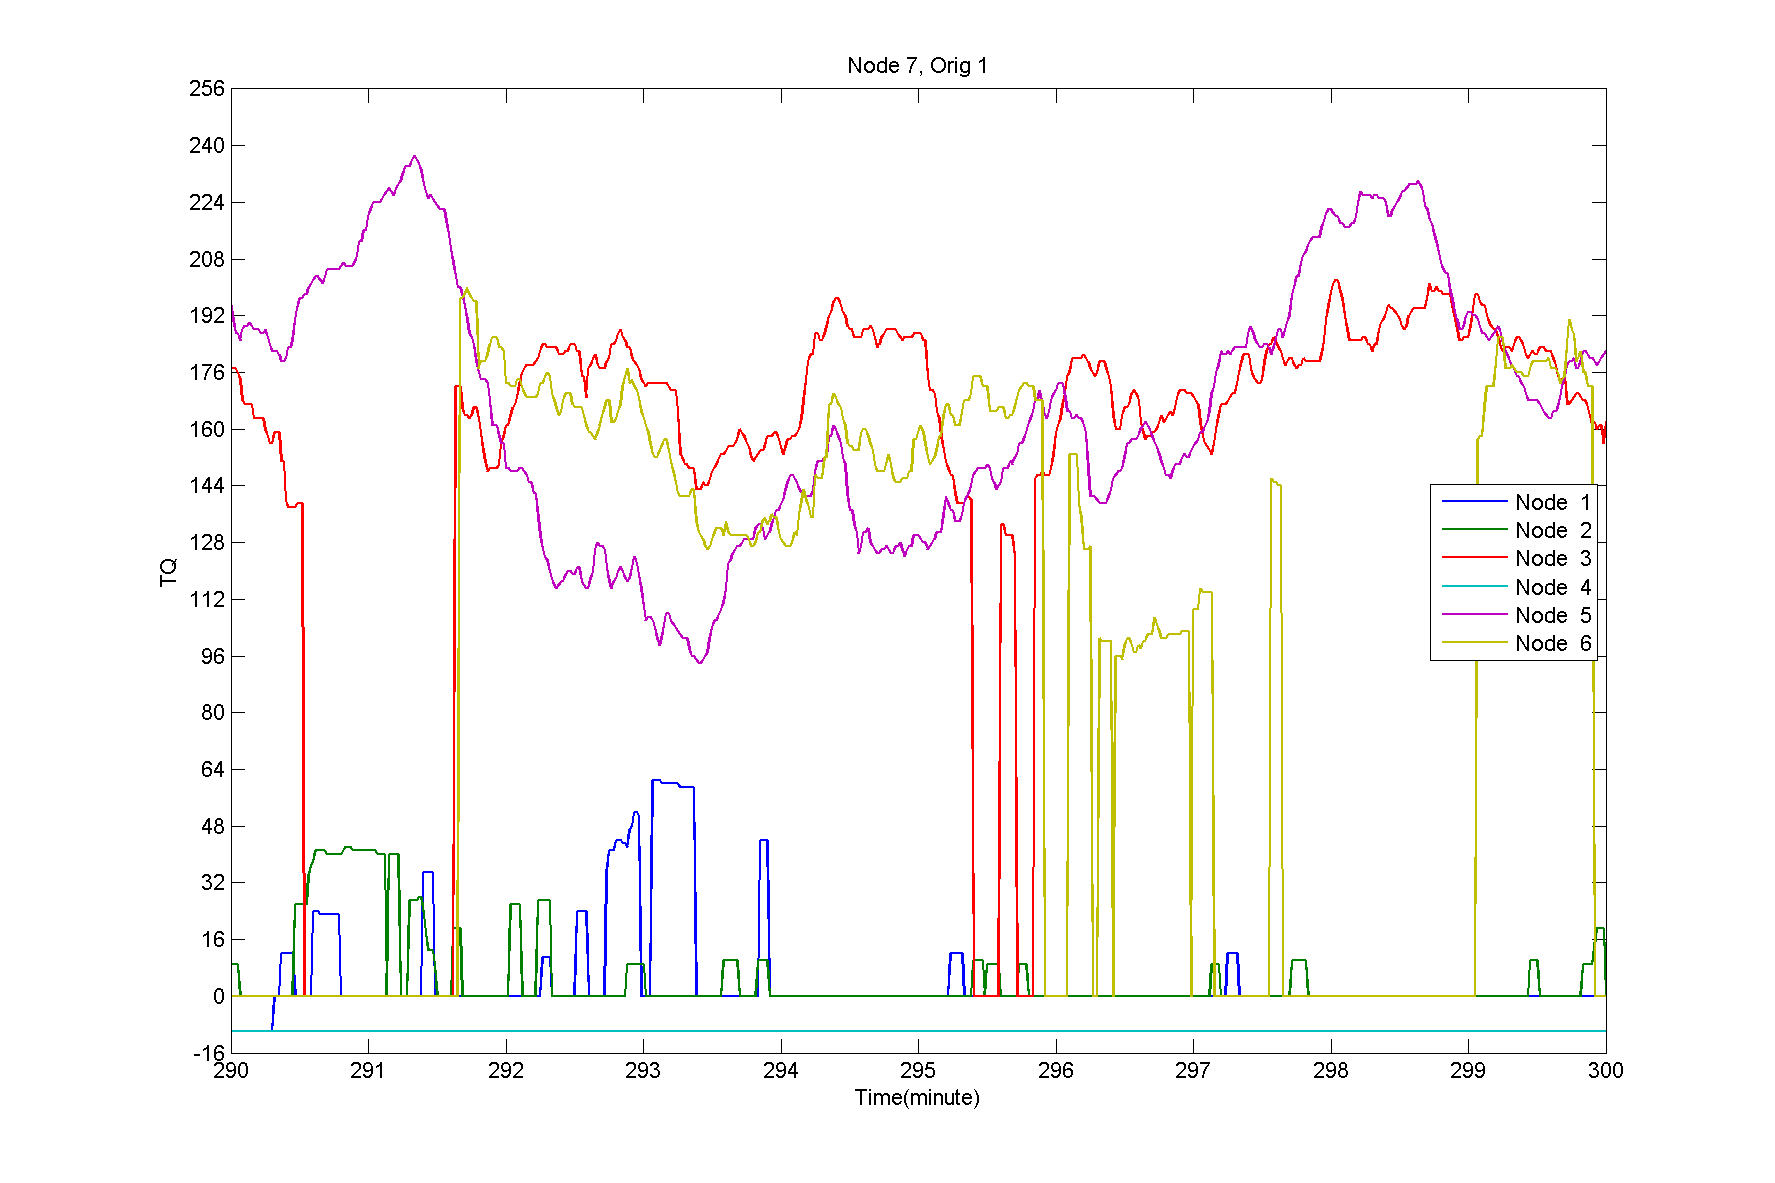 Node 7, Orig 1
256
240
224
208
192
176
160
144
128
112
96
80
64
48
32
16
0
-16
TQ
Node 1
Node 2
Node 3
Node 4
Node 5
Node 6
290 291 292 293 294 295 296 297 298 299 300
Time(minute)